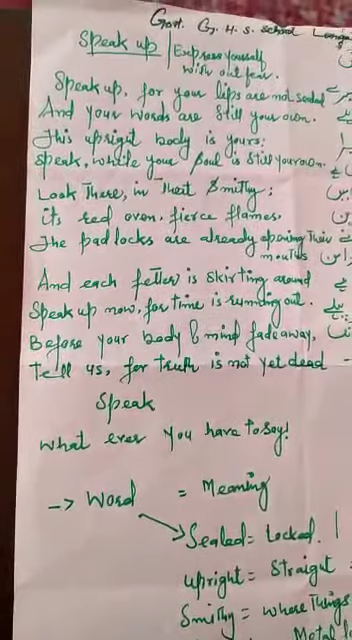 Govt. G. H. S. School
Speak up / Express yourself
with out fear.
Speak up, for your lips are not sealed
And your words are still your own.
This upright body is yours;
Speak, while your soul is still your own.
Look There, in That Smithy;
its red oven, fierce flames.
The pad locks are already opening their
mouths
And each fetter is skirting around
Speak up now, for time is running out.
Before your body & mind fade away,
Tell us, for truth is not yet dead
Speak
what ever you have to say!
-> Word = Meaning
Sealed = Locked.
upright = Straight
Smithy = where Things
Metal